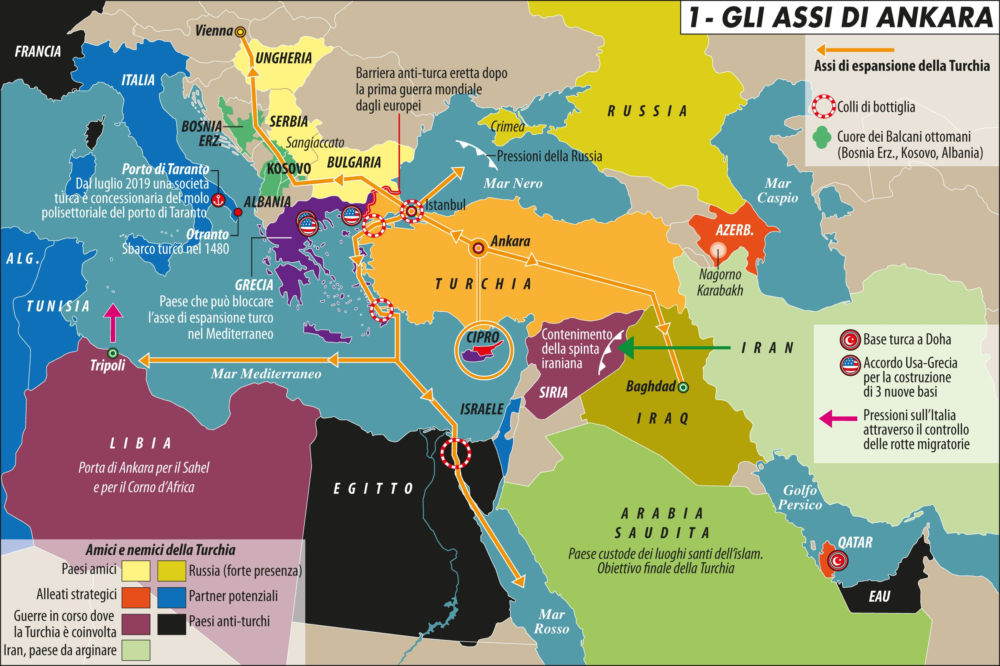 1 - GLI ASSI DI ANKARA
Assi di espansione della Turchia
Colli di bottiglia
Cuore dei Balcani ottomani
(Bosnia Erz., Kosovo, Albania)
FRANCIA
Vienna
UNGHERIA
ITALIA
Barriera anti-turca eretta dopo
la prima guerra mondiale
dagli europei
RUSSIA
Crimea
BOSNIA
ERZ.
SERBIA
Sangiaccato
Pressioni della Russia
BULGARIA
KOSOVO
Mar Nero
Mar
Caspio
Porto di Taranto
Dal luglio 2019 una società
turca è concessionaria del molo
polisettoriale del porto di Taranto
ALBANIA
Istanbul
Otranto
Sbarco turco nel 1480
Ankara
AZERB.
Nagorno
Karabakh
ALG.
TUNISIA
GRECIA
Paese che può bloccare
l'asse di espansione turco
nel Mediterraneo
TURCHIA
CIPRO
Contenimento
della spinta
iraniana
IRAN
SIRIA
Base turca a Doha
Accordo Usa-Grecia
per la costruzione
di 3 nuove basi
Pressioni sull'Italia
attraverso il controllo
delle rotte migratorie
Tripoli
Mar Mediterraneo
Baghdad
ISRAELE
IRAQ
LIBIA
Porta di Ankara per il Sahel
e per il Corno d'Africa
EGITTO
Golfo
Persico
ARABIA
SAUDITA
Paese custode dei luoghi santi dell'islam.
Obiettivo finale della Turchia
QATAR
EAU
Mar
Rosso
Amici e nemici della Turchia
Paesi amici
Russia (forte presenza)
Alleati strategici
Partner potenziali
Guerre in corso dove
la Turchia è coinvolta
Paesi anti-turchi
Iran, paese da arginare